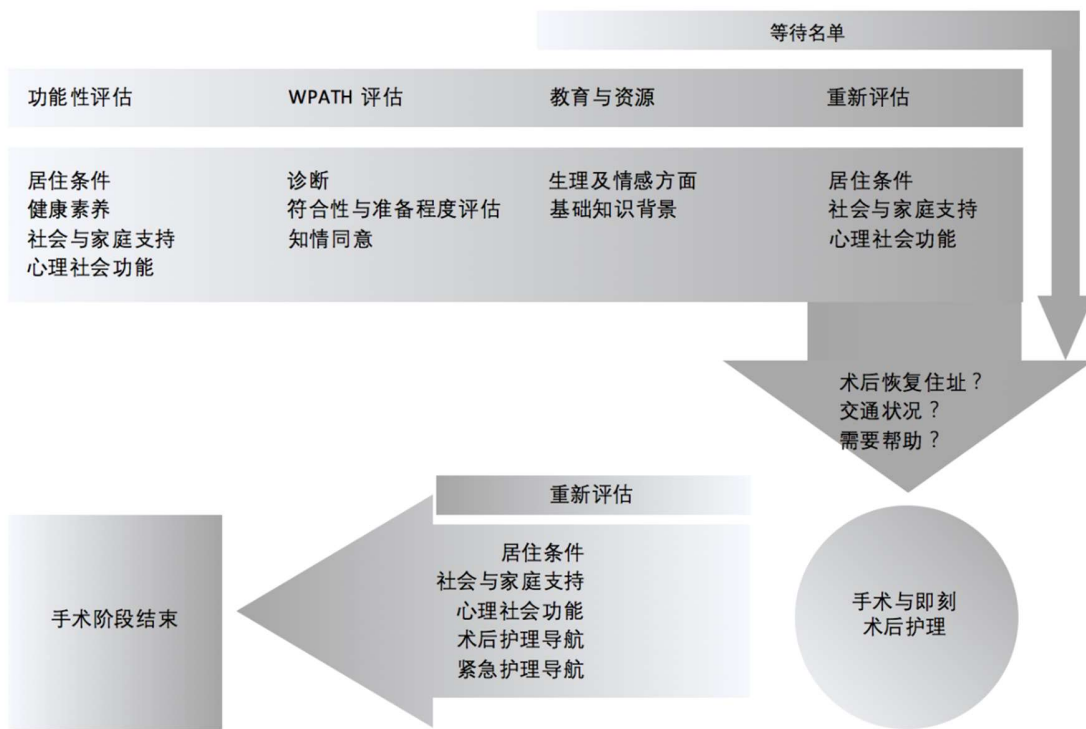 等待名单
功能性评估
WPATH 评估
教育与资源
重新评估
居住条件
健康素养
社会与家庭支持
心理社会功能
诊断
符合性与准备程度评估
知情同意
生理及情感方面
基础知识背景
居住条件
社会与家庭支持
心理社会功能
术后恢复住址？
交通状况？
需要帮助？
重新评估
居住条件
社会与家庭支持
心理社会功能
术后护理导航
紧急护理导航
手术与即刻
术后护理
手术阶段结束